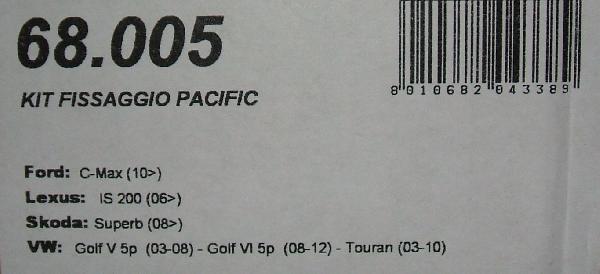 68.005
8 010682 043389
KIT FISSAGGIO PACIFIC
Ford: C-Max (10>)
Lexus: IS 200 (06>)
Skoda: Superb (08>)
VW: Golf V 5p (03-08) - Golf VI 5p (08-12) - Touran (03-10)